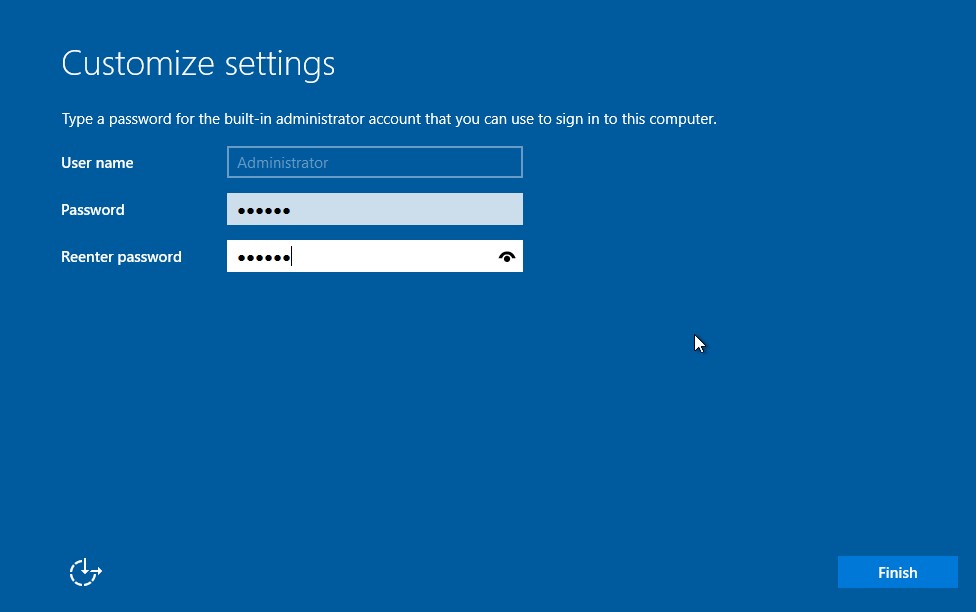 Customize settings
Type a password for the built-in administrator account that you can use to sign in to this computer.
User name Administrator
Password ••••••
Reenter password ••••••
Finish